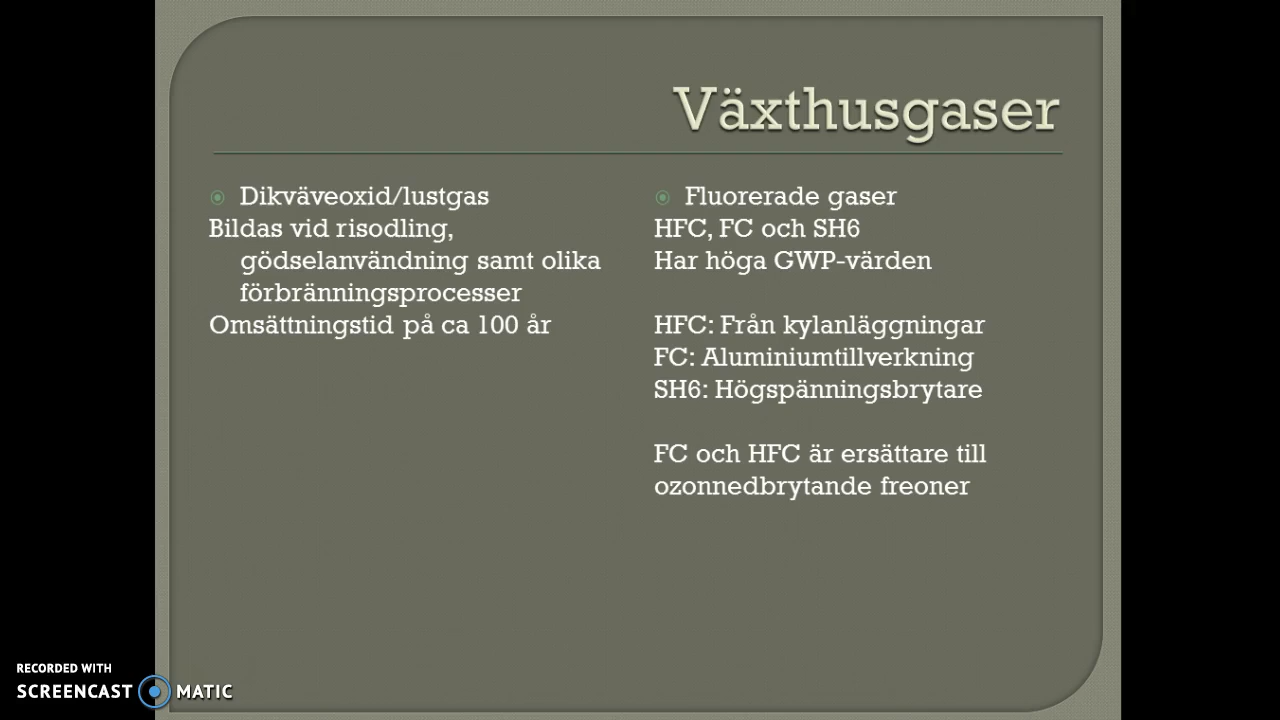 Växthusgaser
Dikväveoxid/lustgas
Bildas vid risodling,
gödselanvändning samt olika
förbränningsprocesser
Omsättningstid på ca 100 år
Fluorerade gaser
HFC, FC och SH6
Har höga GWP-värden
HFC: Från kylanläggningar
FC: Aluminiumtillverkning
SH6: Högspänningsbrytare
FC och HFC är ersättare till
ozonnedbrytande freoner
RECORDED WITH
SCREENCAST MATIC